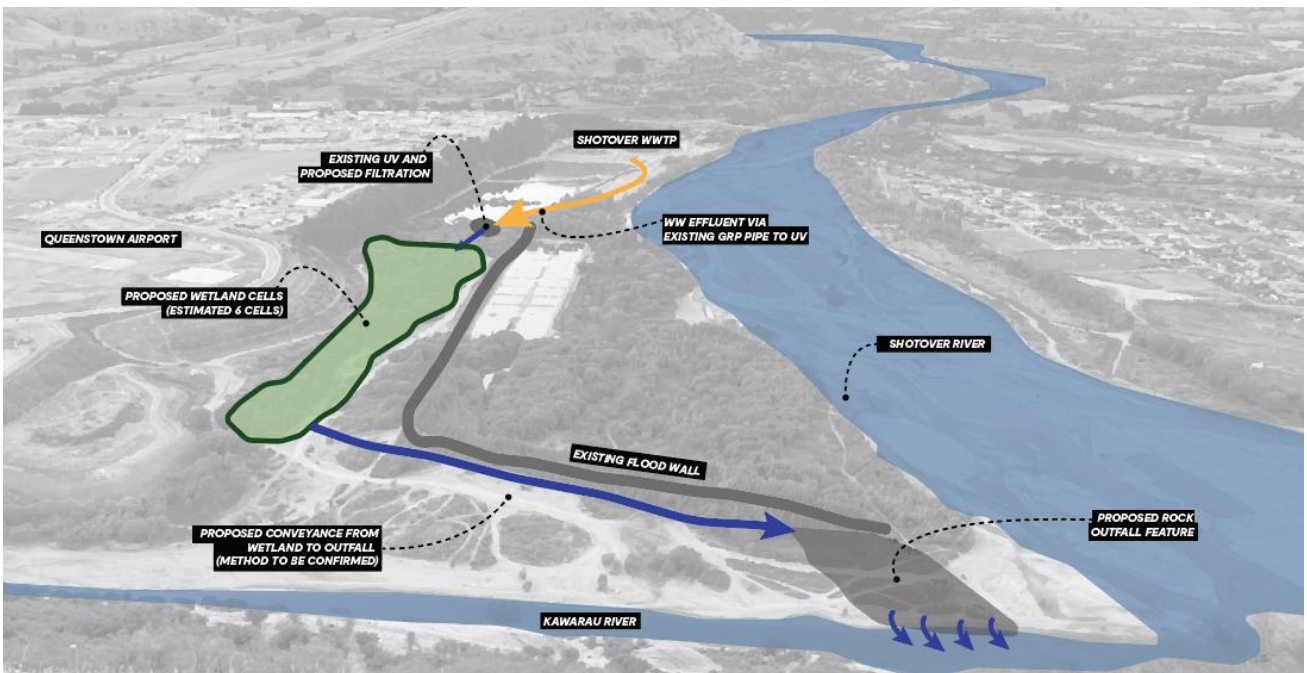 SHOTOVER WWTP
EXISTING UV AND
PROPOSED FILTRATION
WW EFFLUENT VIA
EXISTING GRP PIPE TO UV
QUEENSTOWN AIRPORT
PROPOSED WETLAND CELLS
(ESTIMATED 6 CELLS)
SHOTOVER RIVER
EXISTING FLOOD WALL
PROPOSED CONVEYANCE FROM
WETLAND TO OUTFALL
(METHOD TO BE CONFIRMED)
PROPOSED ROCK
OUTFALL FEATURE
KAWARAU RIVER